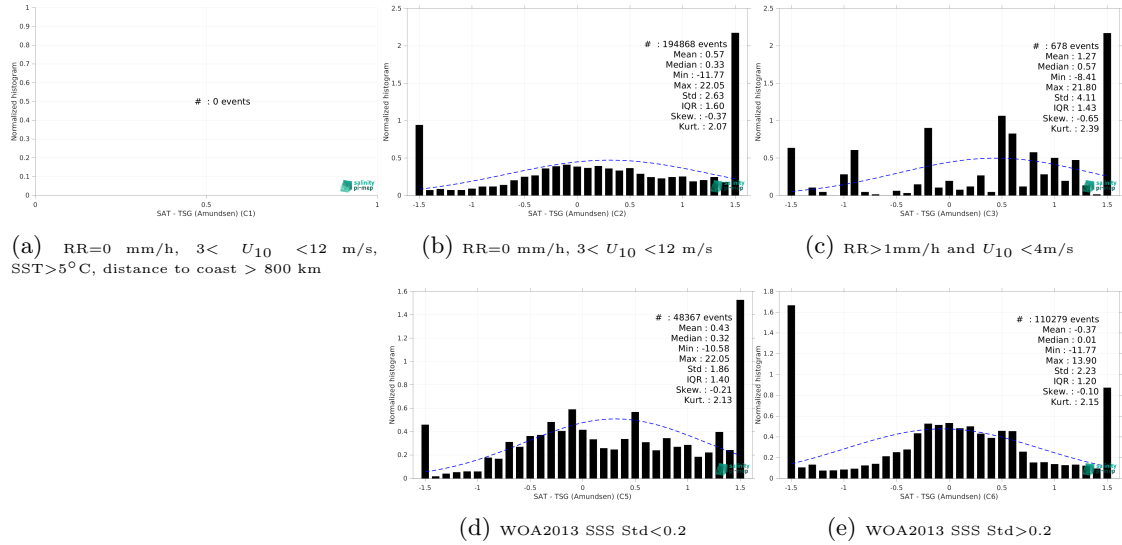 1
0.9
0.8
0.7
0.6
0.5
0.4
0.3
0.2
0.1
0
Normalized histogram
# : 0 events
salinity
pi-mep
0
0.5
1
SAT - TSG (Amundsen) (C1)
(a) RR=0 mm/h, 3< U10 <12 m/s,
SST>5°C, distance to coast > 800 km
2.5
2
1.5
1
0.5
0
Normalized histogram
# : 194868 events
Mean : 0.57
Median : 0.33
Min : -11.77
Max : 22.05
Std : 2.63
IQR : 1.60
Skew. : -0.37
Kurt. : 2.07
salinity
pi-mep
-1.5
-1
-0.5
0
0.5
1
1.5
SAT - TSG (Amundsen) (C2)
(b) RR=0 mm/h, 3< U10 <12 m/s
2.5
2
1.5
1
0.5
0
Normalized histogram
# : 678 events
Mean : 1.27
Median : 0.57
Min : -8.41
Max : 21.80
Std : 4.11
IQR : 1.43
Skew. : -0.65
Kurt. : 2.39
salinity
pi-mep
-1.5
-1
-0.5
0
0.5
1
1.5
SAT - TSG (Amundsen) (C3)
(c) RR>1mm/h and U10 <4m/s
1.6
1.4
1.2
1
0.8
0.6
0.4
0.2
0
Normalized histogram
# : 48367 events
Mean : 0.43
Median : 0.32
Min : -10.58
Max : 22.05
Std : 1.86
IQR : 1.40
Skew. : -0.21
Kurt. : 2.13
salinity
pi-mep
-1.5
-1
-0.5
0
0.5
1
1.5
SAT - TSG (Amundsen) (C5)
(d) WOA2013 SSS Std<0.2
1.6
1.4
1.2
1
0.8
0.6
0.4
0.2
0
Normalized histogram
# : 110279 events
Mean : -0.37
Median : 0.01
Min : -11.77
Max : 13.90
Std : 2.23
IQR : 1.20
Skew. : -0.10
Kurt. : 2.15
salinity
pi-mep
-1.5
-1
-0.5
0
0.5
1
1.5
SAT - TSG (Amundsen) (C6)
(e) WOA2013 SSS Std>0.2